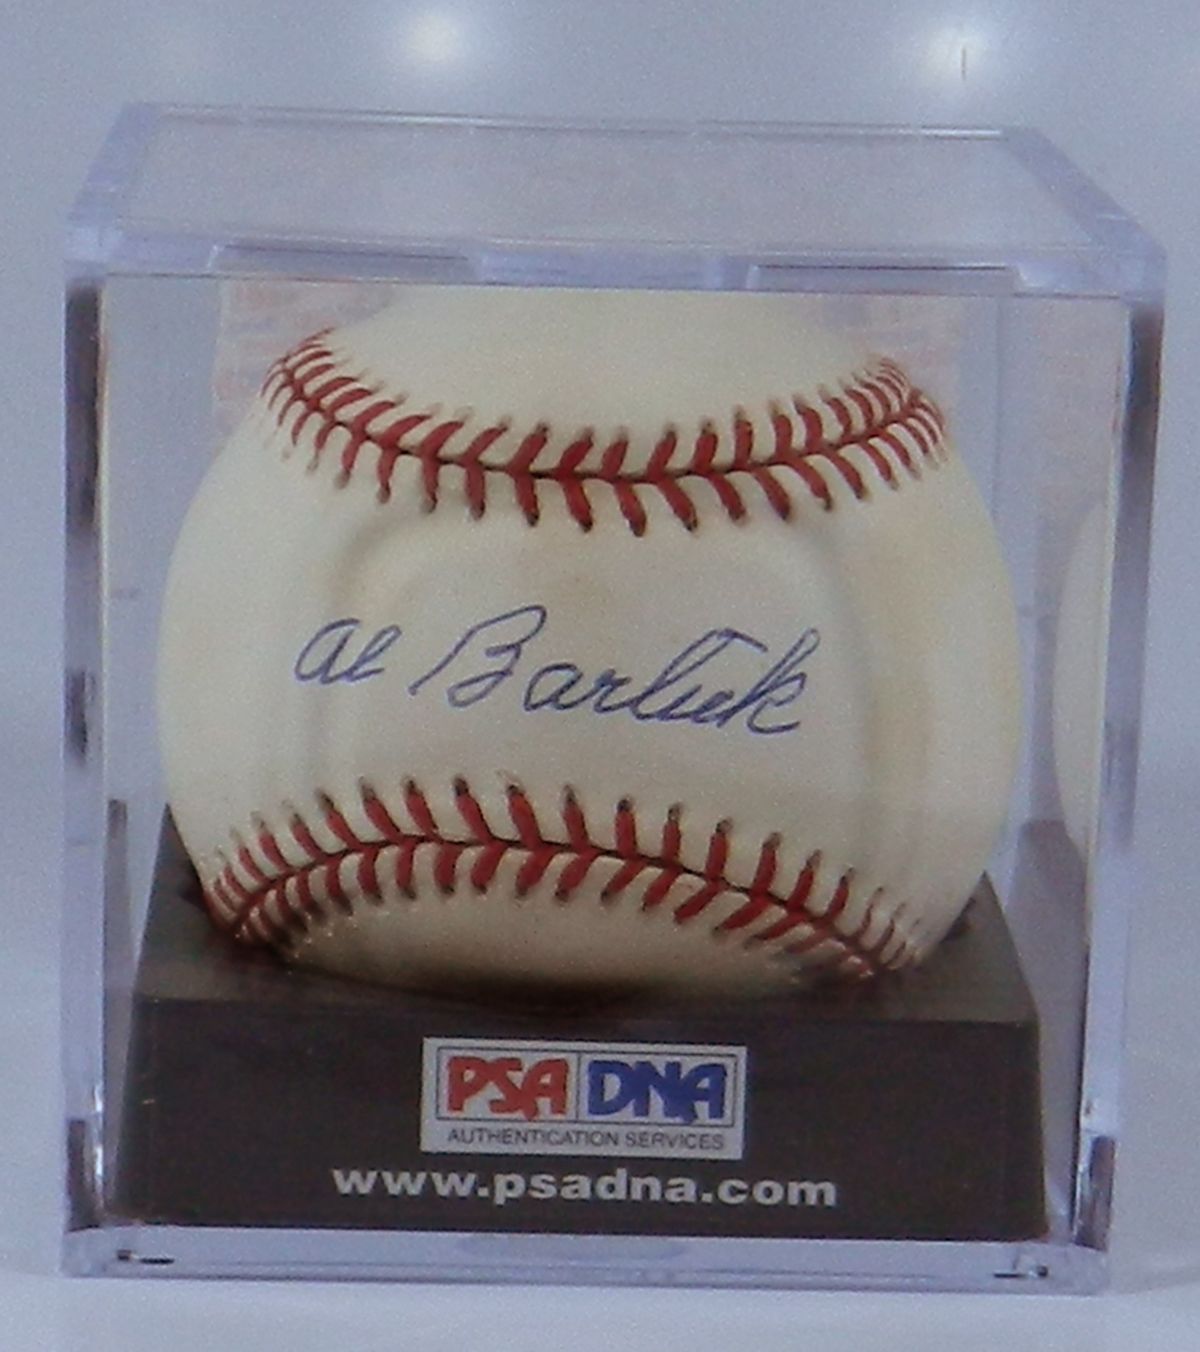 Al Barlick
PSA DNA
AUTHENTICATION SERVICES
www.psadna.com